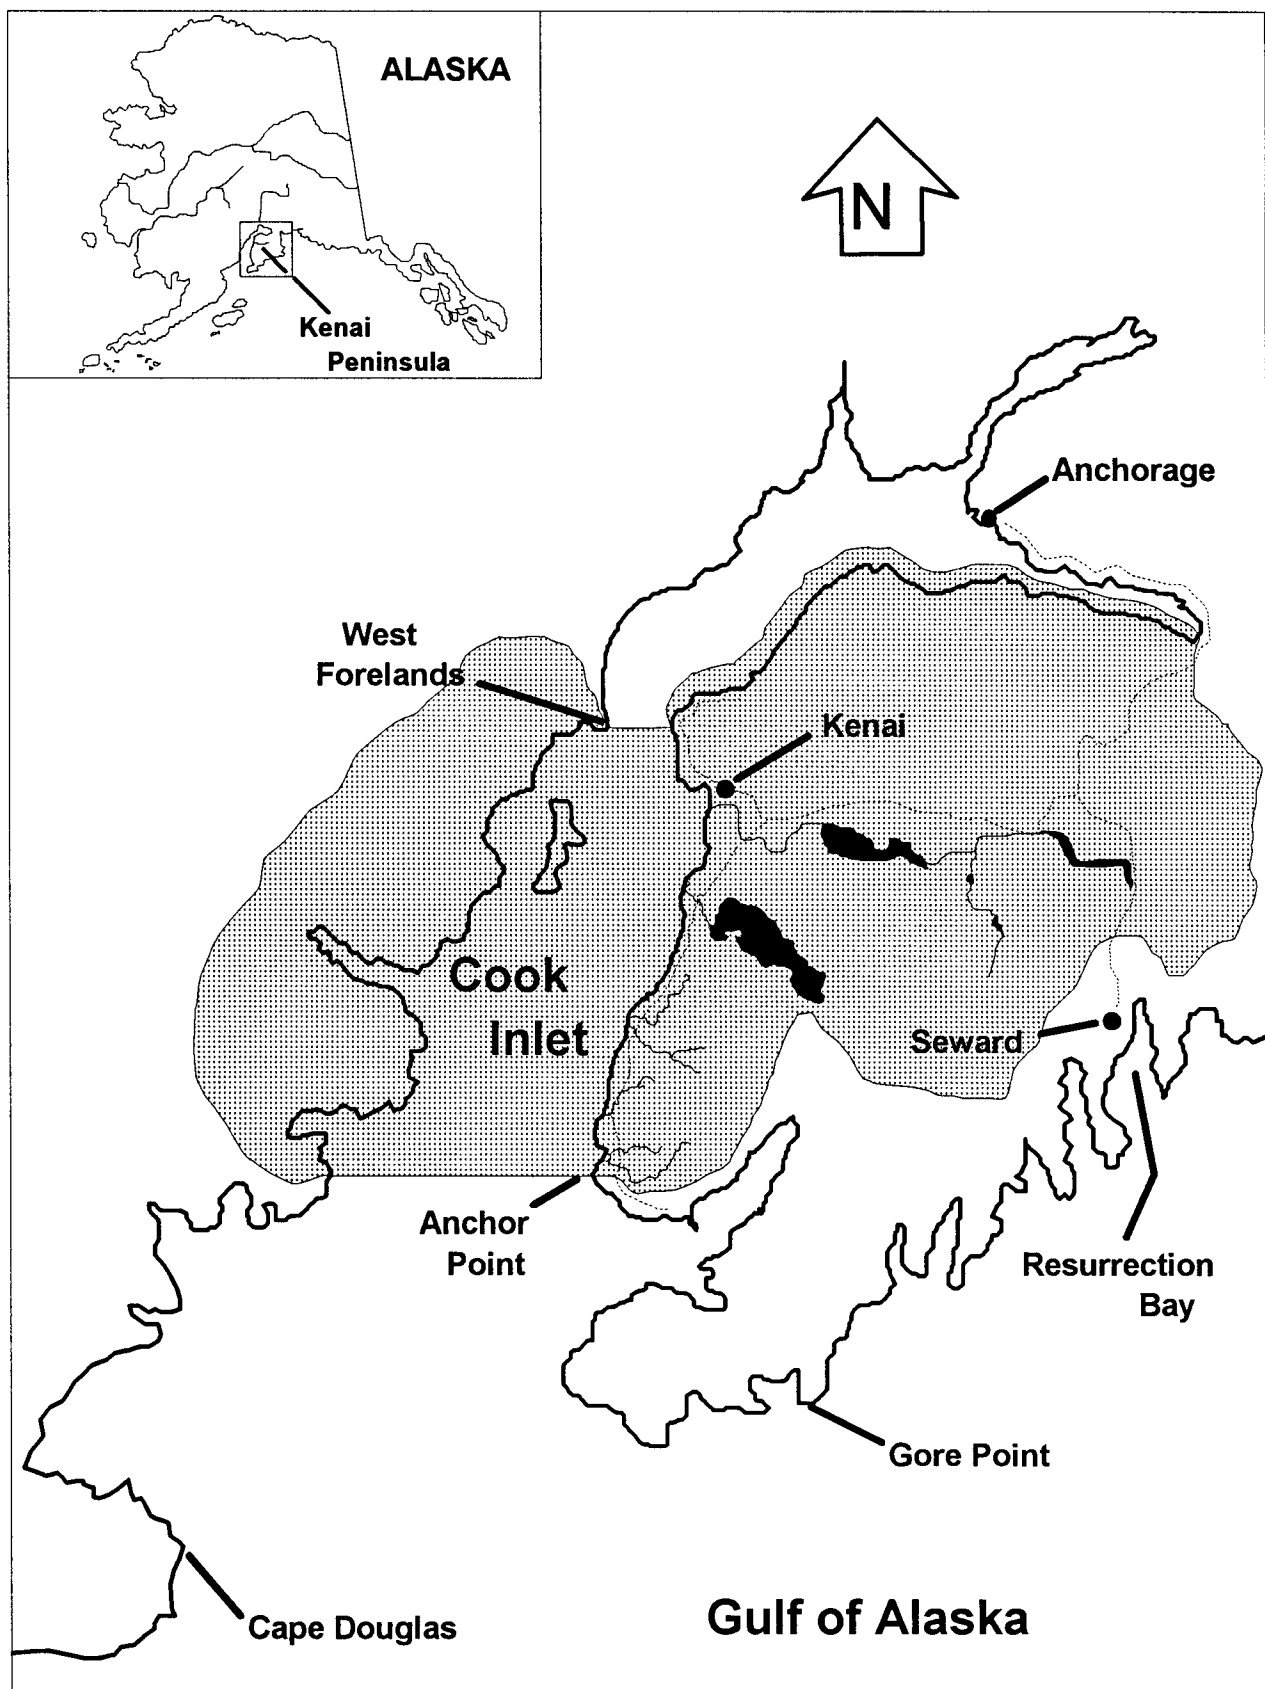 ALASKA
Kenai
Peninsula
N
Anchorage
West
Forelands
Kenai
Cook
Inlet
Seward
Anchor
Point
Resurrection
Bay
Gore Point
Cape Douglas
Gulf of Alaska